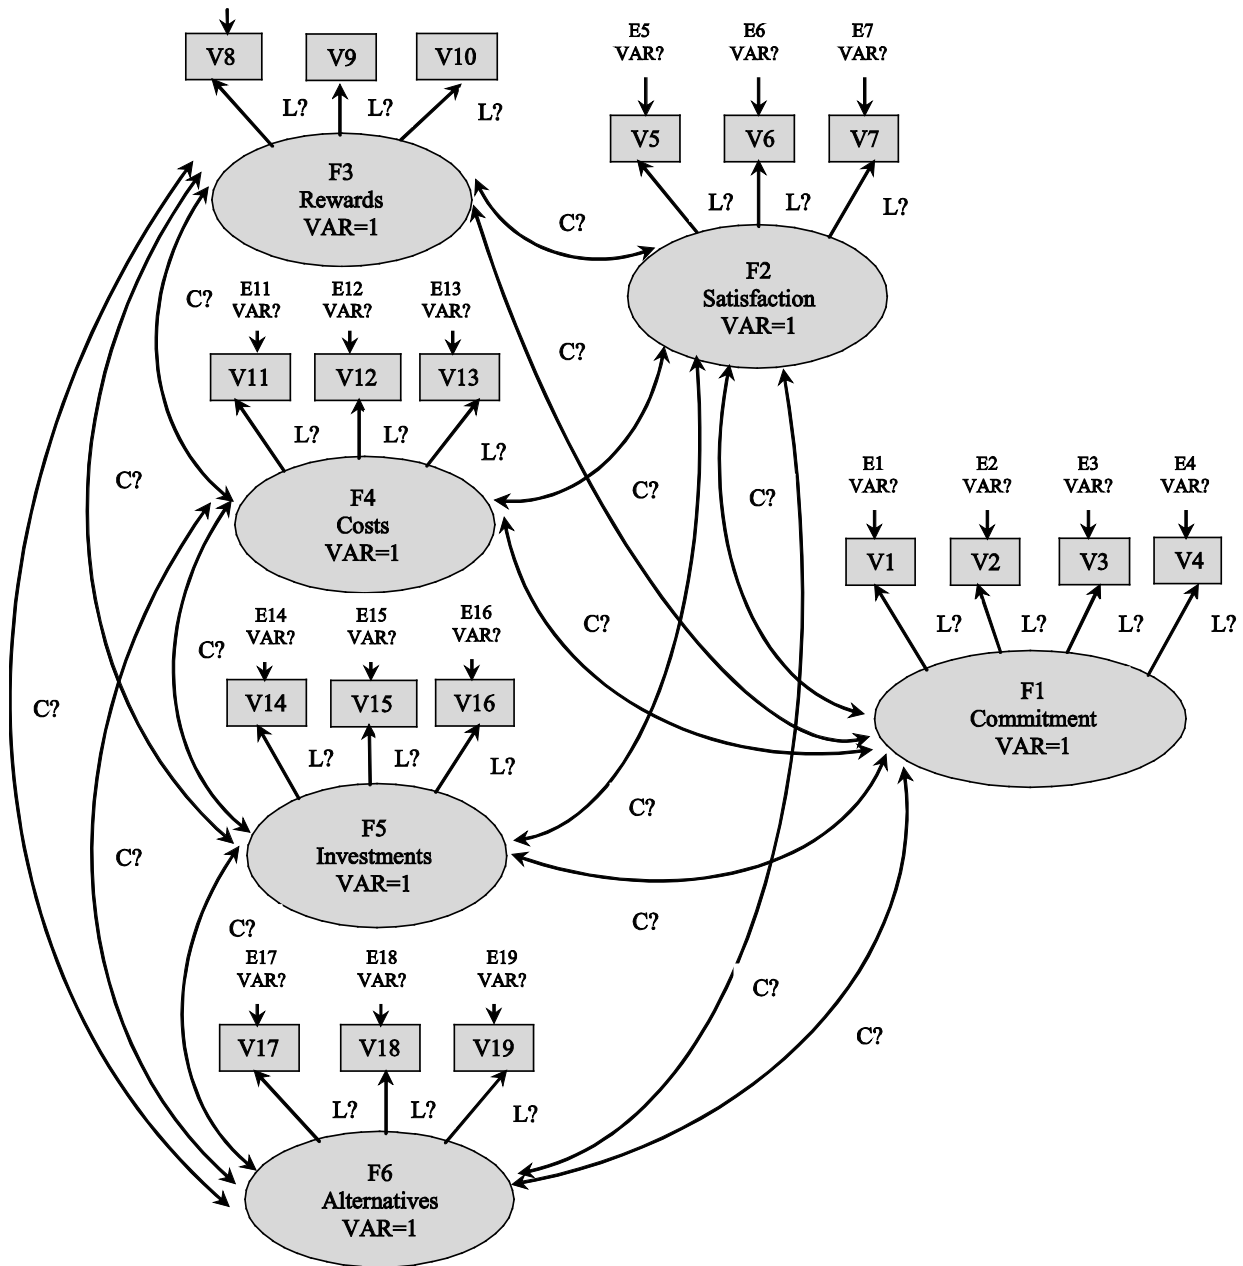 V8
V9
V10
L?
L?
L?
F3
Rewards
VAR=1
E5
VAR?
E6
VAR?
E7
VAR?
V5
V6
V7
L?
L?
L?
F2
Satisfaction
VAR=1
C?
C?
C?
E11
VAR?
E12
VAR?
E13
VAR?
V11
V12
V13
L?
L?
L?
F4
Costs
VAR=1
C?
C?
C?
E1
VAR?
E2
VAR?
E3
VAR?
E4
VAR?
V1
V2
V3
V4
L?
L?
L?
L?
F1
Commitment
VAR=1
E14
VAR?
E15
VAR?
E16
VAR?
C?
C?
V14
V15
V16
L?
L?
L?
C?
F5
Investments
VAR=1
C?
C?
C?
C?
E17
VAR?
E18
VAR?
E19
VAR?
C?
C?
V17
V18
V19
L?
L?
L?
F6
Alternatives
VAR=1